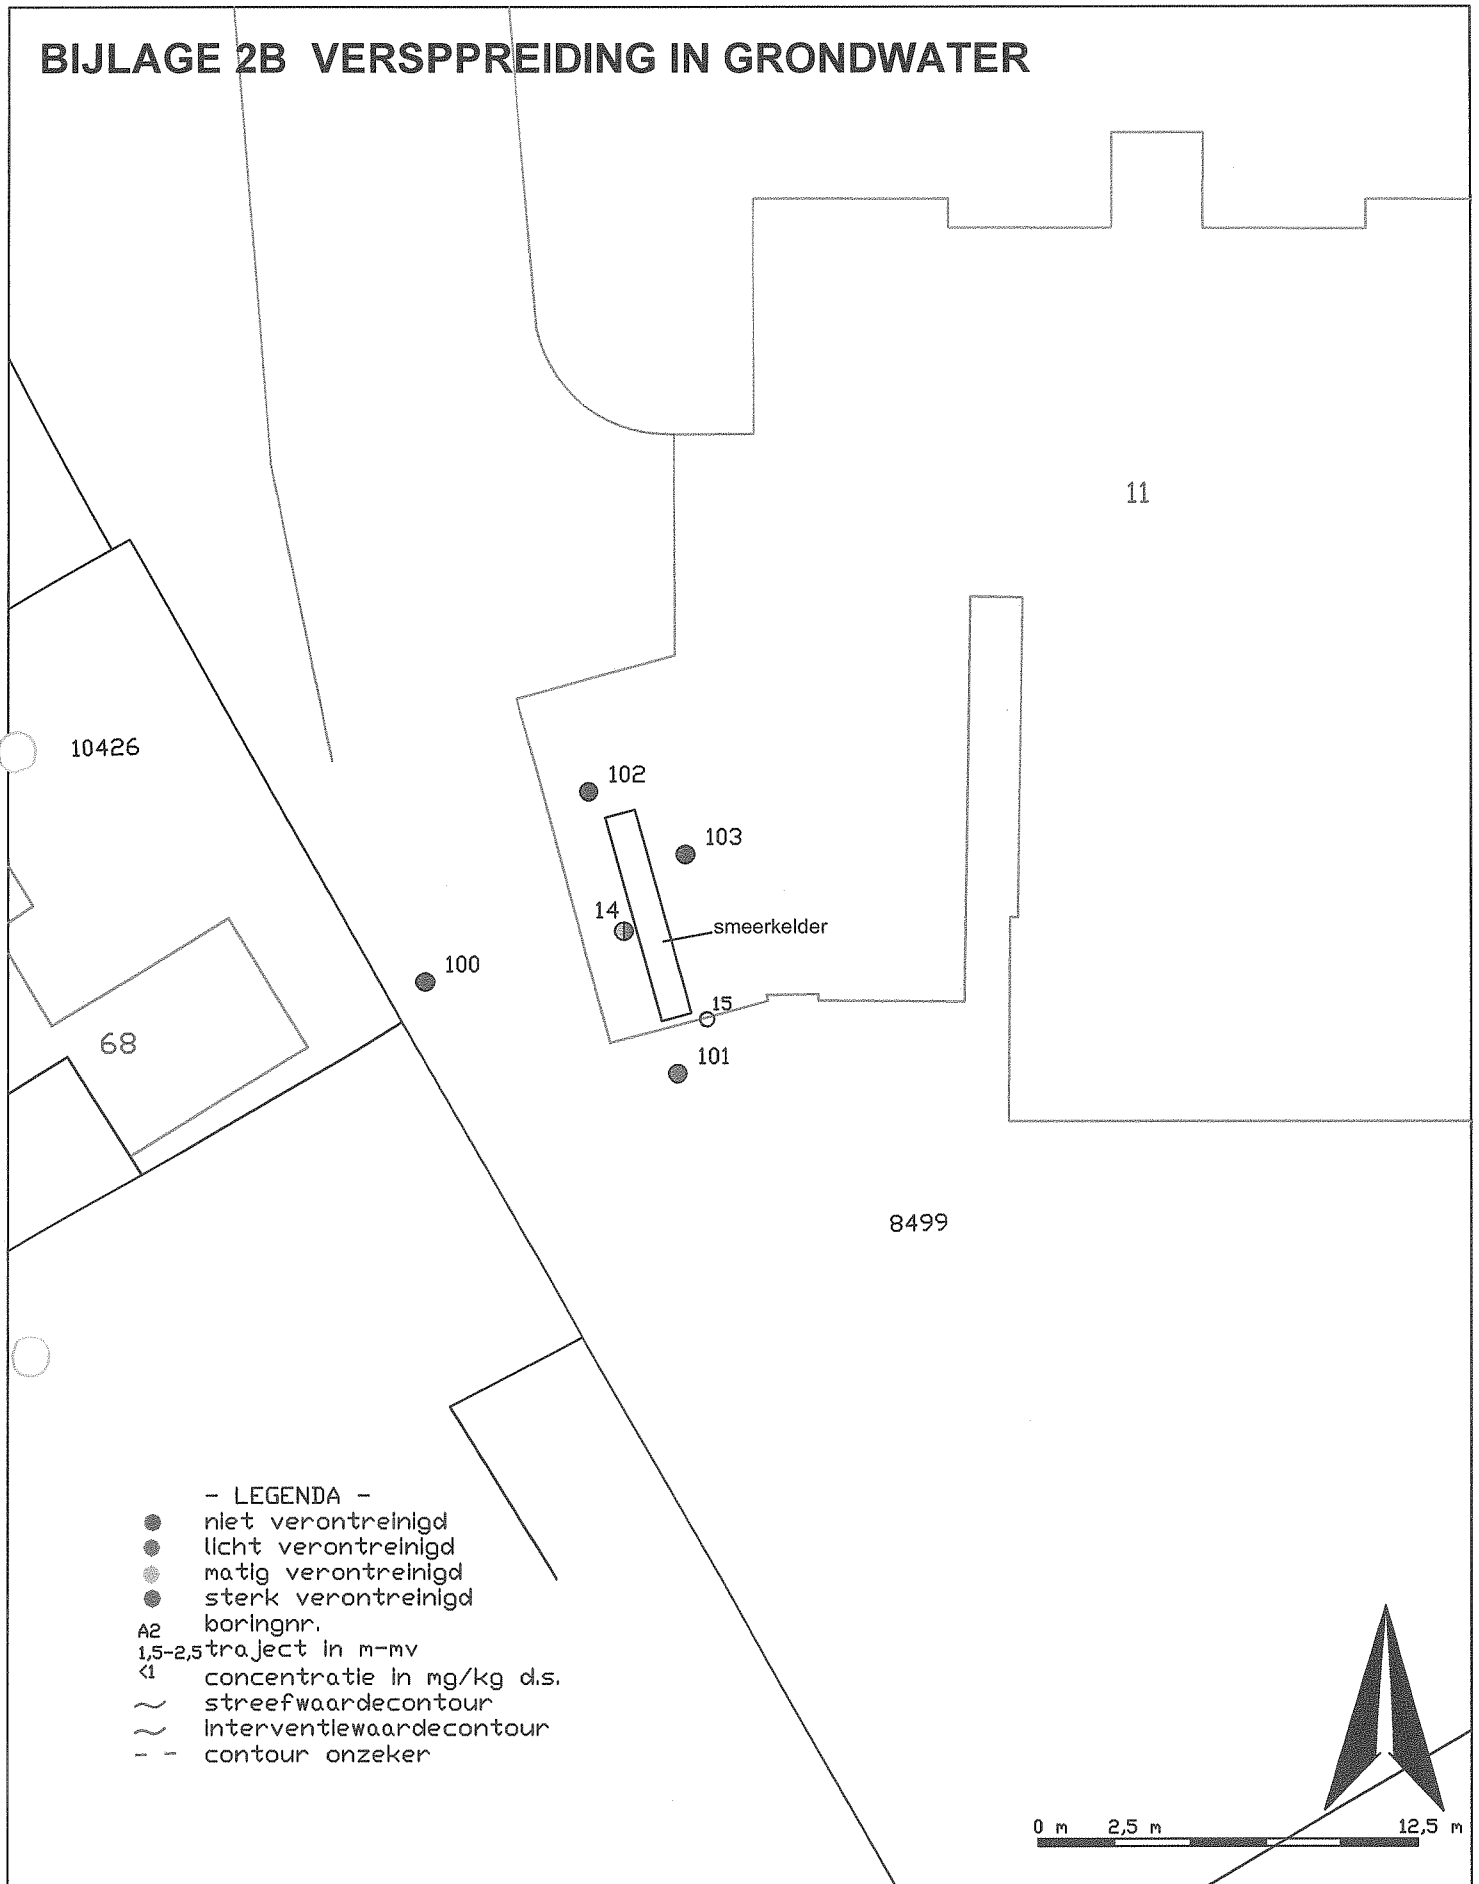 BIJLAGE 2B VERSPPREIDING IN GRONDWATER
11
10426
102
103
14
smeerkelder
100
15
68
101
8499
- LEGENDA -
niet verontreinigd
licht verontreinigd
matig verontreinigd
sterk verontreinigd
A2 boringnr.
1,5-2,5 traject in m-mv
<1 concentratie in mg/kg d.s.
streefwaardecontour
interventiewaardecontour
contour onzeker
0 m 2,5 m 12,5 m